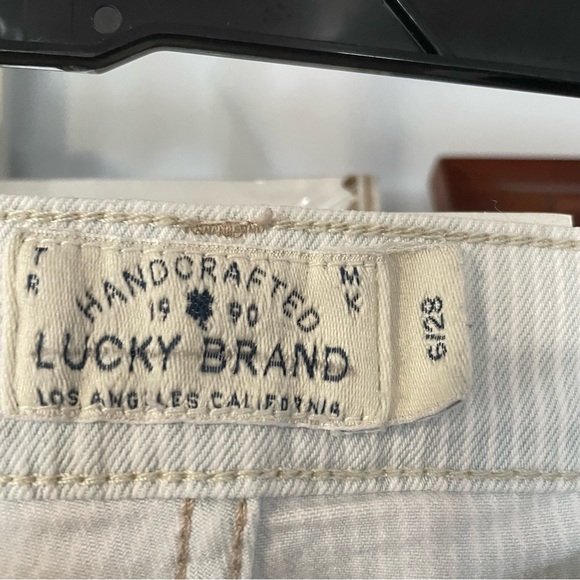 TR
MK
HANDCRAFTED
19 90
LUCKY BRAND
LOS ANGELES CALIFORNIA
6/28